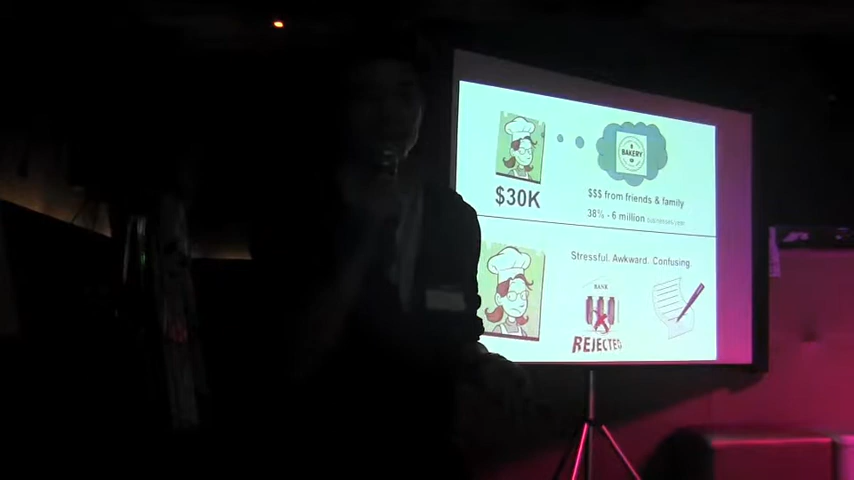 BAKERY
$30K
$$$ from friends & family
38% - 6 million
Stressful. Awkward. Confusing
BANK
REJECTED